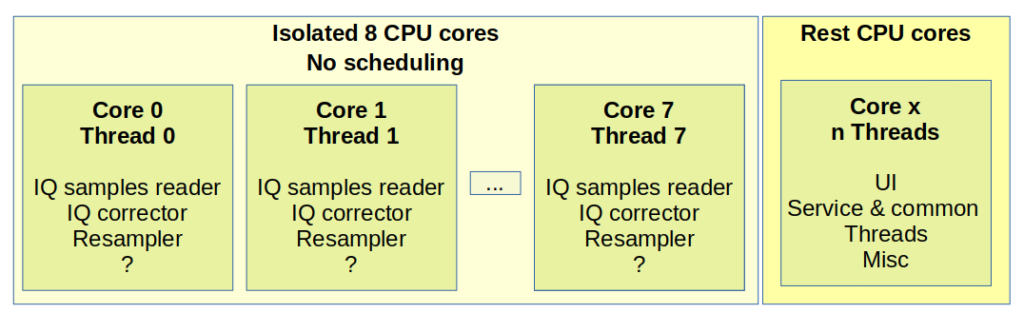 Isolated 8 CPU cores
No scheduling
Core 0
Thread 0
IQ samples reader
IQ corrector
Resampler
?
Core 1
Thread 1
IQ samples reader
IQ corrector
Resampler
?
...
Core 7
Thread 7
IQ samples reader
IQ corrector
Resampler
?
Rest CPU cores
Core x
n Threads
UI
Service & common
Threads
Misc